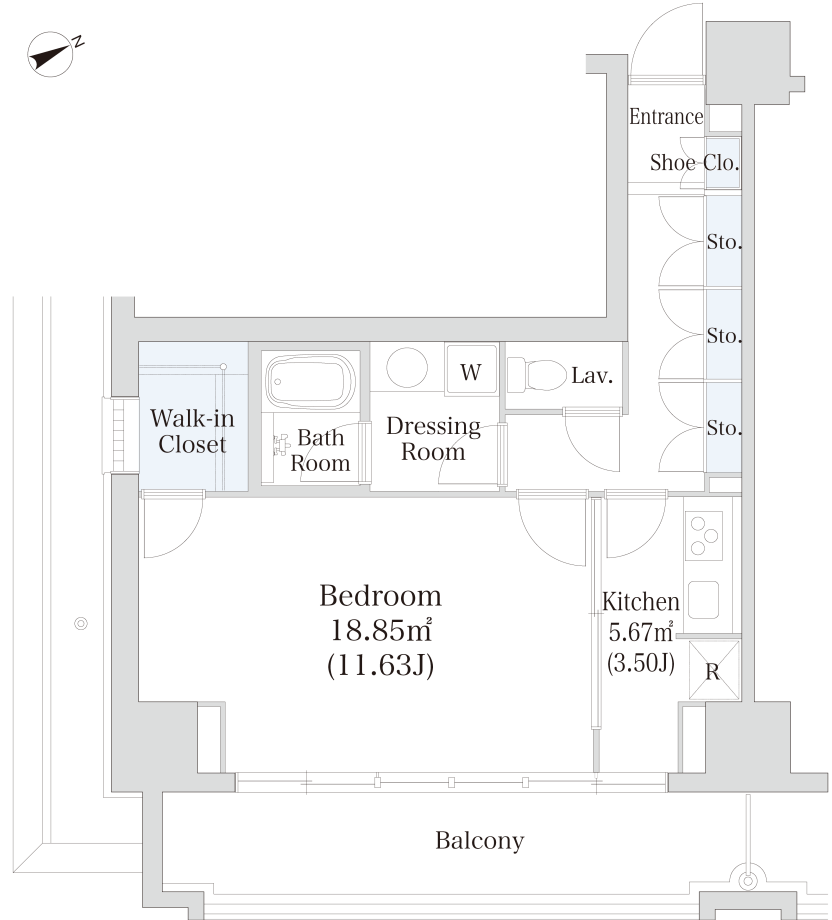 N
Entrance
Shoe Clo.
Sto.
Sto.
Sto.
W
Lav.
Walk-in
Closet
Bath
Room
Dressing
Room
Bedroom
18.85㎡
(11.63J)
Kitchen
5.67㎡
(3.50J)
R
Balcony